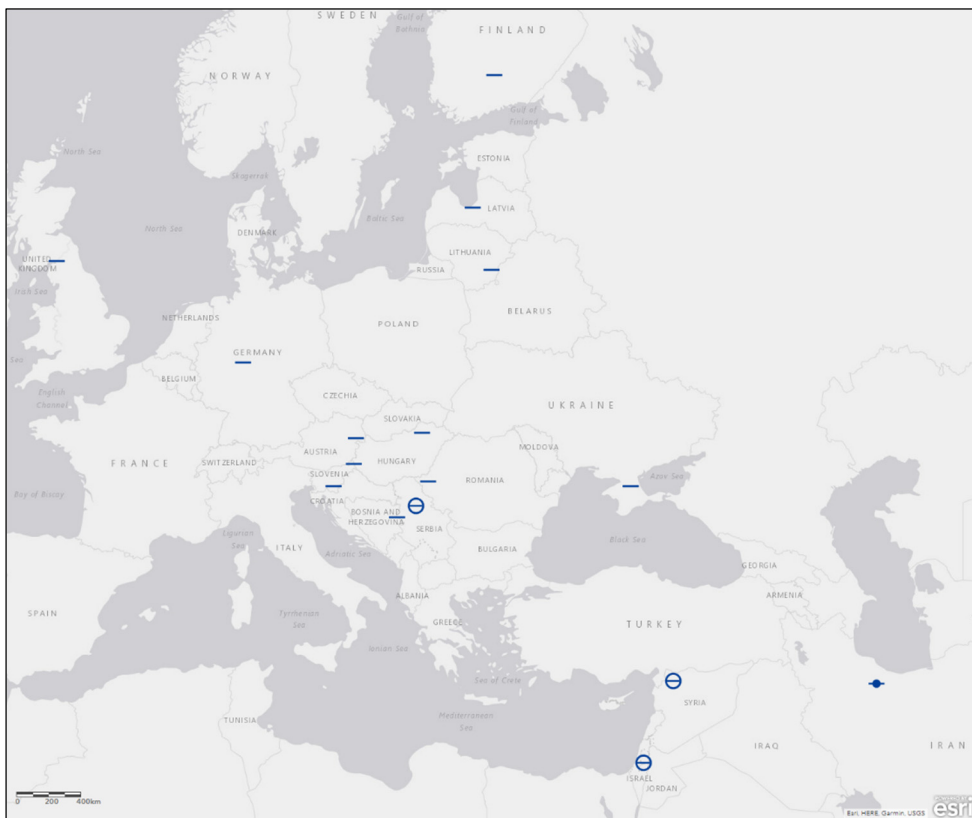 SWEDEN
Gulf of
Bothnia
FINLAND
NORWAY
Gulf of
Finland
North Sea
ESTONIA
Skagerrak
LATVIA
Baltic Sea
North Sea
DENMARK
LITHUANIA
UNITED
KINGDOM
RUSSIA
Irish Sea
BELARUS
NETHERLANDS
POLAND
GERMANY
Sea
BELGIUM
English
Channel
CZECHIA
UKRAINE
SLOVAKIA
MOLDOVA
AUSTRIA
FRANCE
SWITZERLAND
HUNGARY
SLOVENIA
ROMANIA
Azov Sea
Bay of Biscay
CROATIA
BOSNIA AND
HERZEGOVINA
SERBIA
Ligurian
Sea
ITALY
Adriatic Sea
Black Sea
BULGARIA
GEORGIA
ARMENIA
ALBANIA
SPAIN
Tyrrhenian
Sea
GREECE
TURKEY
Ionian Sea
Sea of Crete
SYRIA
TUNISIA
Mediterranean
Sea
IRAQ
IRAN
ISRAEL
JORDAN
0 200 400km
Esri, HERE, Garmin, USGS
POWERED BY
esri